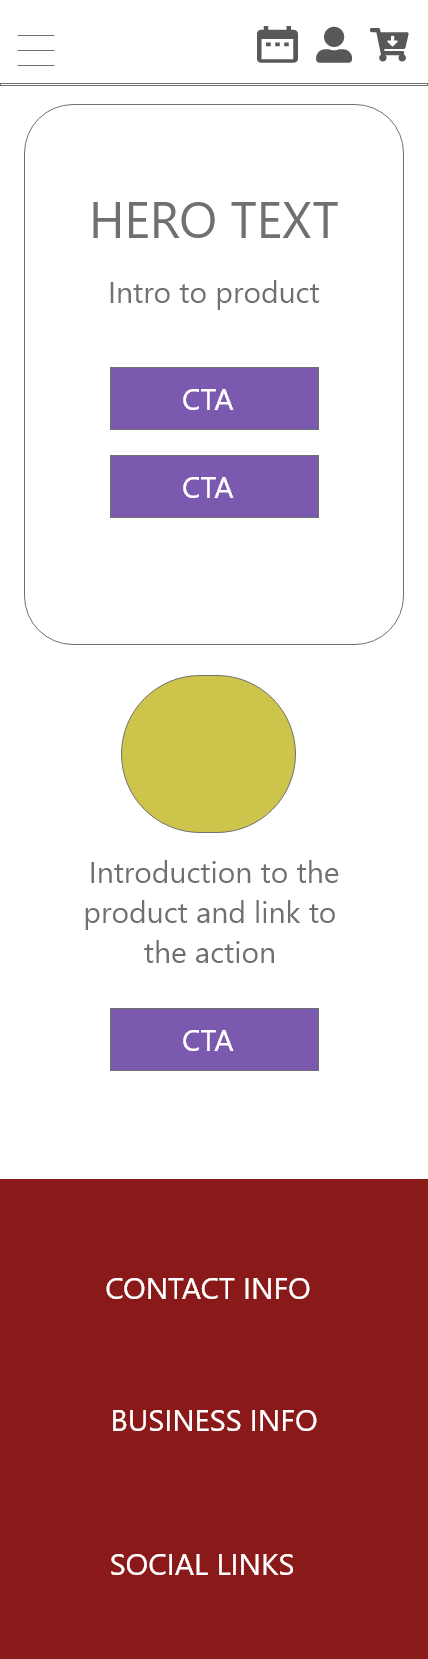 HERO TEXT
Intro to product
CTA
CTA
Introduction to the
product and link to
the action
CTA
CONTACT INFO
BUSINESS INFO
SOCIAL LINKS